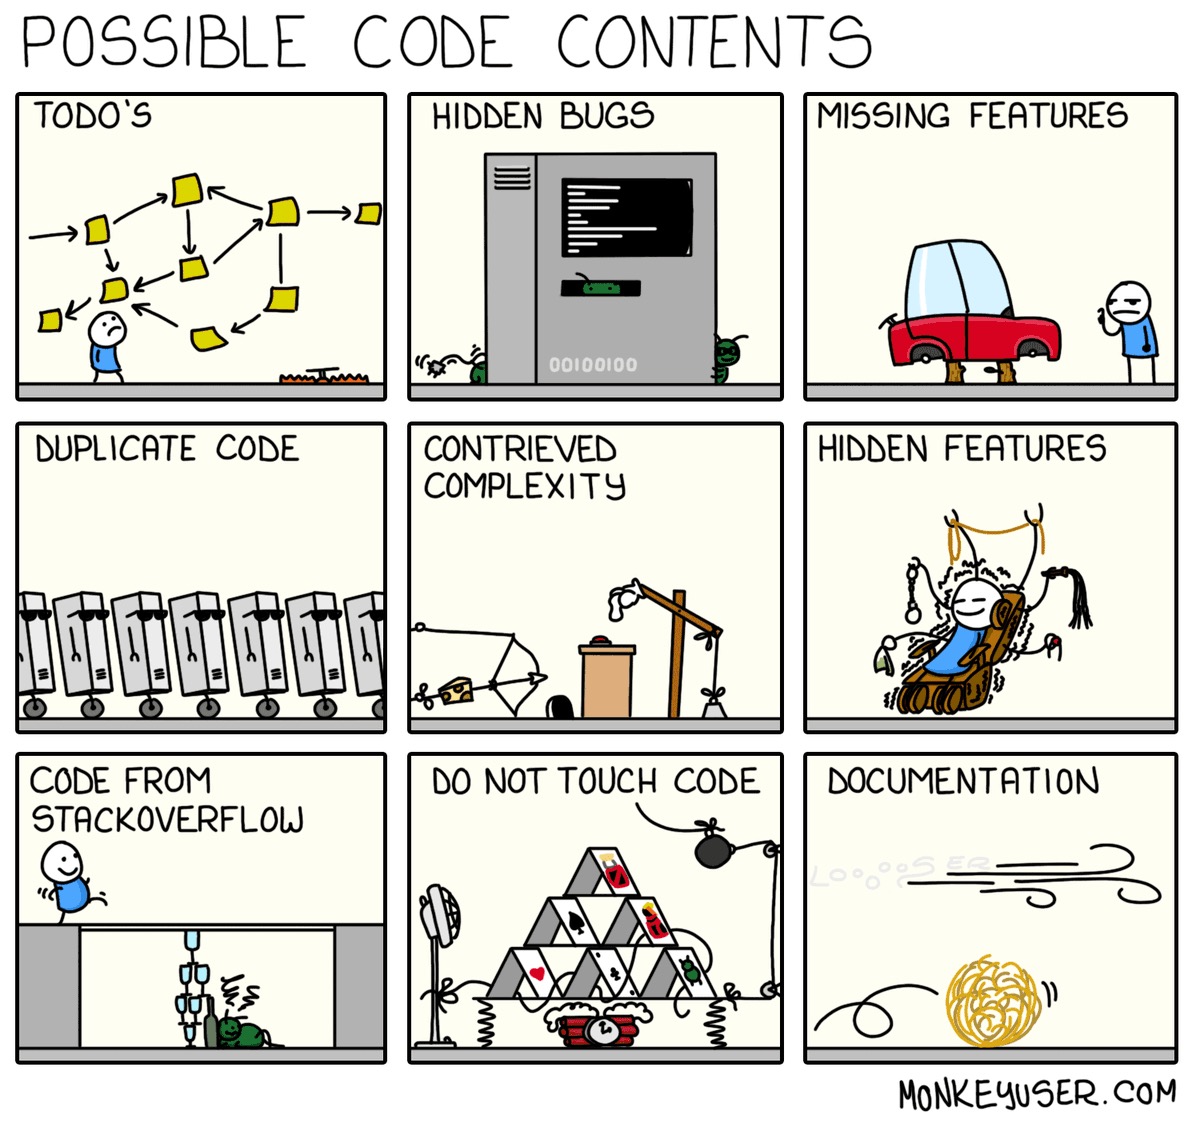 POSSIBLE CODE CONTENTS
TODO'S
HIDDEN BUGS
00100100
MISSING FEATURES
DUPLICATE CODE
CONTRIEVED
COMPLEXITY
HIDDEN FEATURES
CODE FROM
STACKOVERFLOW
DO NOT TOUCH CODE
DOCUMENTATION
LOOOOOSER
MONKEYUSER.COM